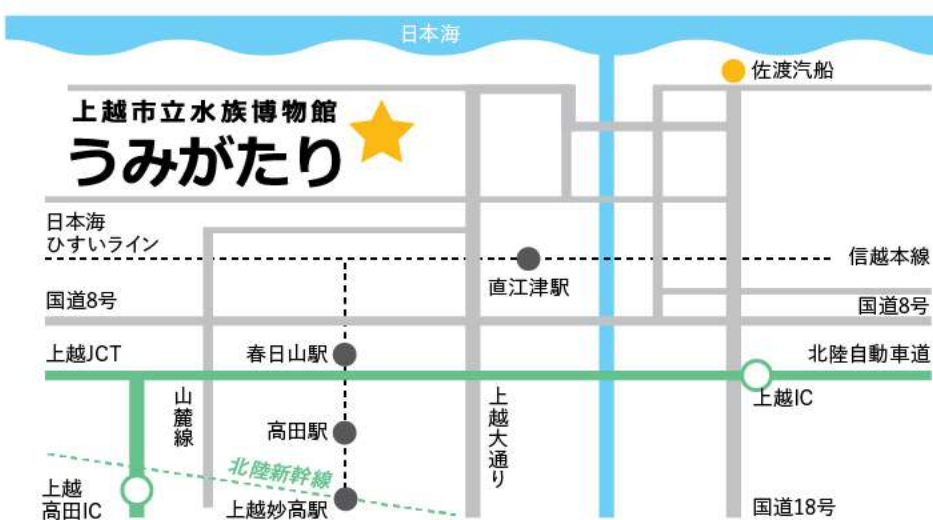 日本海
佐渡汽船
上越市立水族博物館
うみがたり
日本海
ひすいライン
信越本線
直江津駅
国道8号
国道8号
上越JCT
春日山駅
北陸自動車道
上越IC
山麓線
上越大通り
高田駅
北陸新幹線
上越
高田IC
上越妙高駅
国道18号